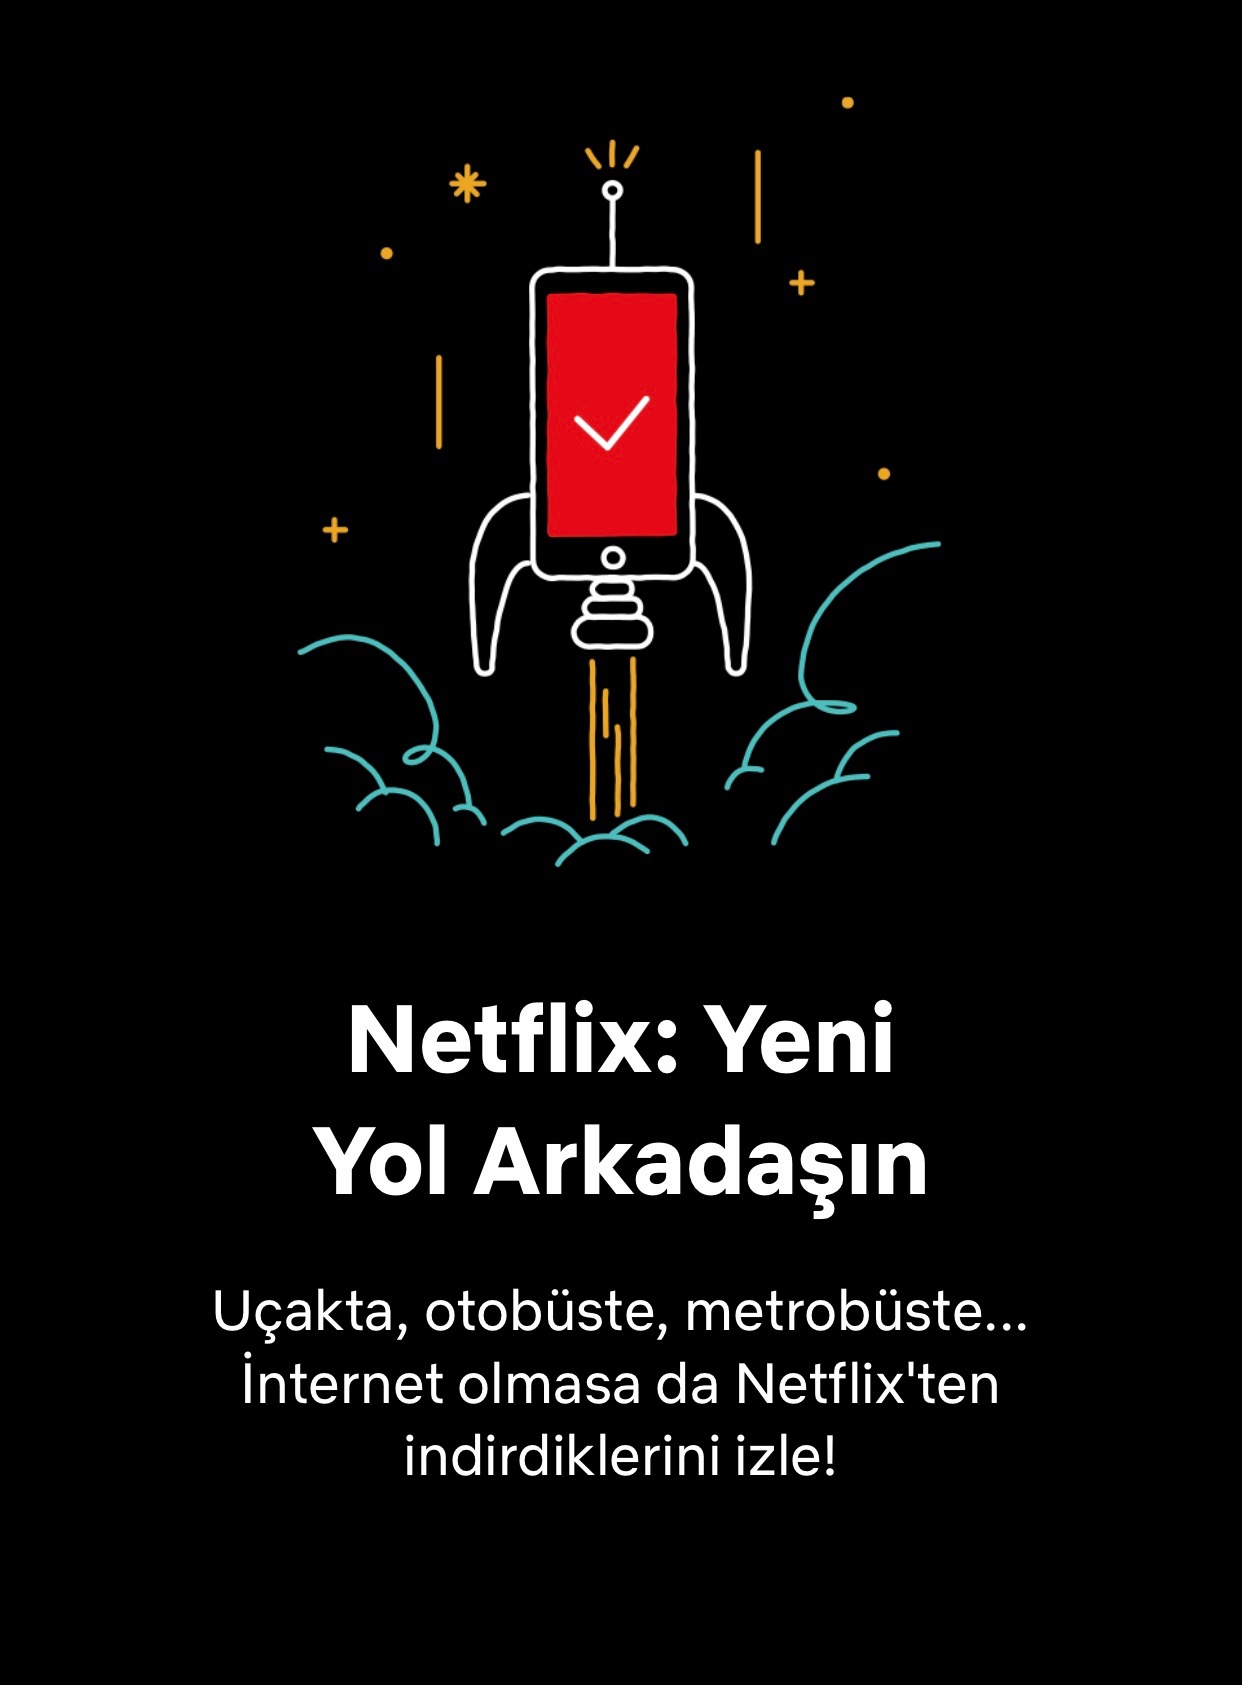 Netflix: Yeni
Yol Arkadaşın
Uçakta, otobüste, metrobüste...
İnternet olmasa da Netflix'ten
indirdiklerini izle!